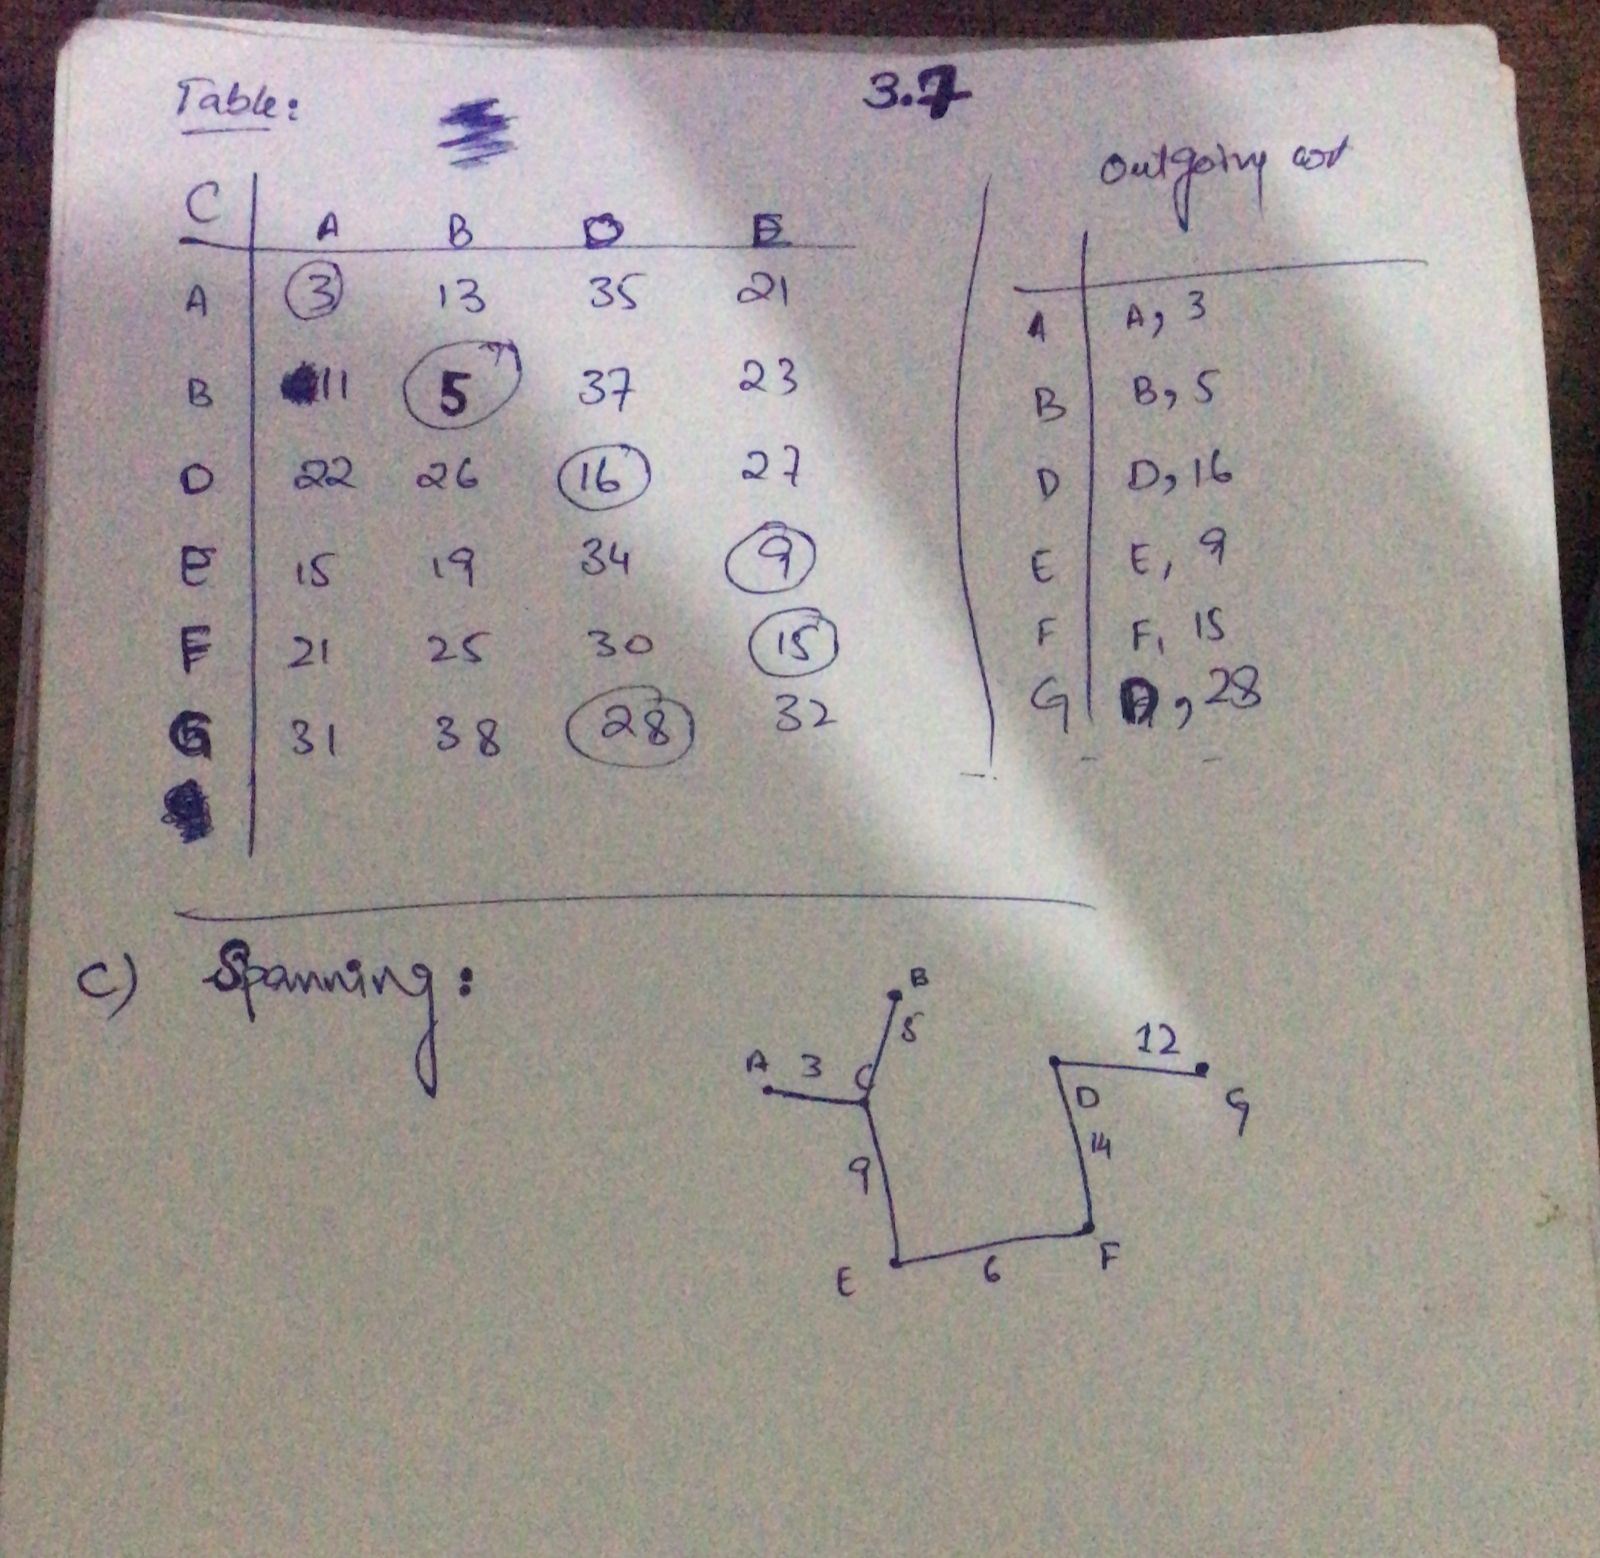 Table:
3.7
Outgoing cost
C A B D E
A 3 13 35 21
B 11 5 37 23
D 22 26 16 27
E 15 19 34 9
F 21 25 30 15
G 31 38 28 32
A A, 3
B B, 5
D D, 16
E E, 9
F F, 15
G , 28
C) Spanning:
B
5
A 3 C
12
D G
14
9
E 6 F